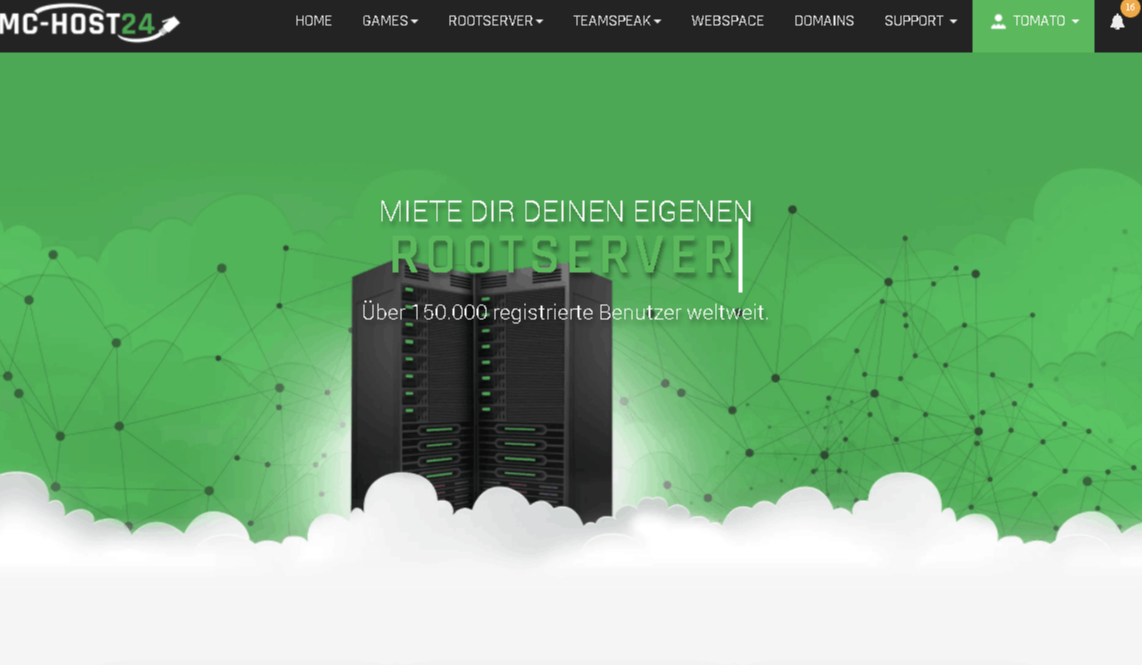 MC-HOST24
HOME GAMES ROOTSERVER TEAMSPEAK WEBSPACE DOMAINS SUPPORT TOMATO 16
MIETE DIR DEINEN EIGENEN
ROOTSERVER
Über 150.000 registrierte Benutzer weltweit.